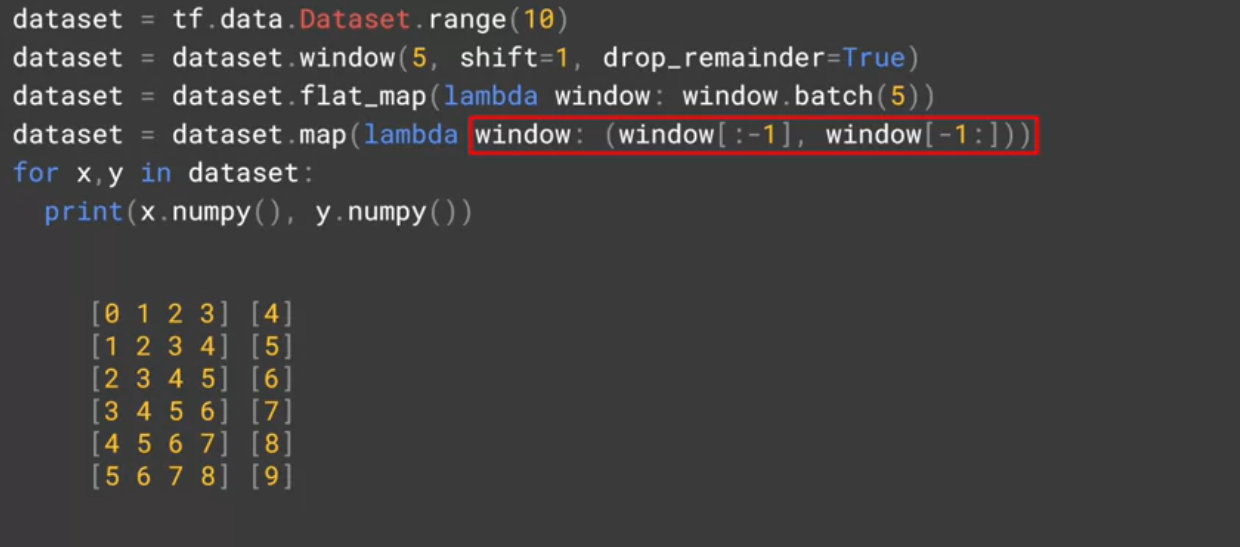 dataset = tf.data.Dataset.range(10)
dataset = dataset.window(5, shift=1, drop_remainder=True)
dataset = dataset.flat_map(lambda window: window.batch(5))
dataset = dataset.map(lambda window: (window[:-1], window[-1:]))
for x,y in dataset:
  print(x.numpy(), y.numpy())
[0 1 2 3] [4]
[1 2 3 4] [5]
[2 3 4 5] [6]
[3 4 5 6] [7]
[4 5 6 7] [8]
[5 6 7 8] [9]